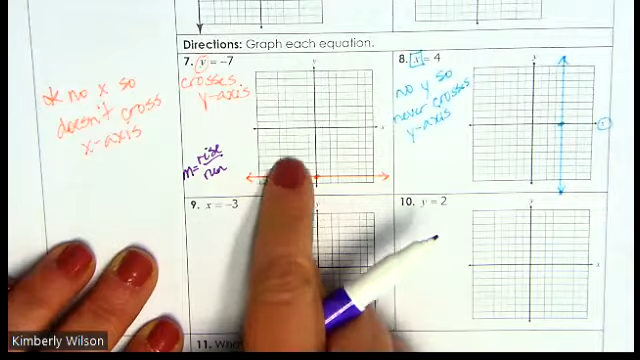 Directions: Graph each equation.
7. y = -7
crosses
y-axis
* no x so
doesn't cross
x-axis
m= rise
run
x
y
8. x = 4
no y so
never crosses
y-axis
y
x
9. x = -3
y
10. y = 2
y
x
Kimberly Wilson